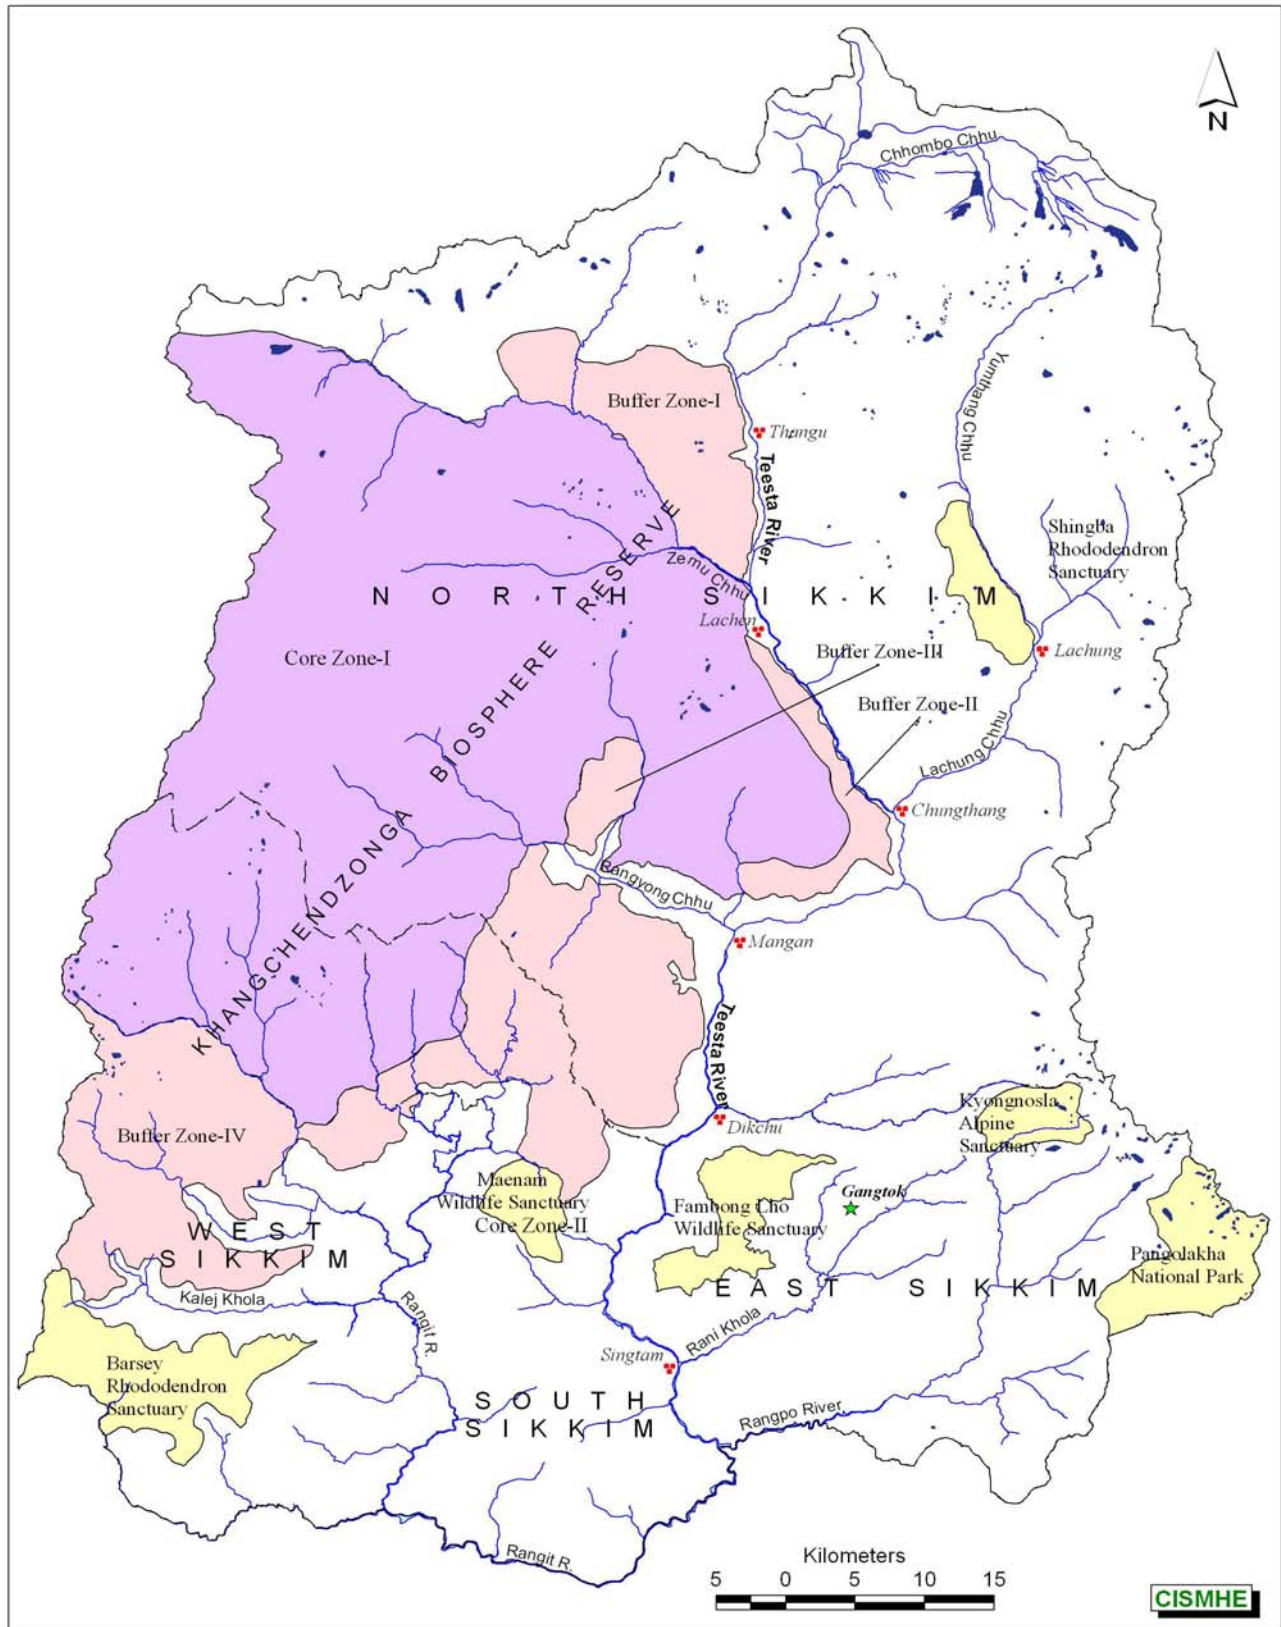 N
Chhombo Chhu
Yumthang Chhu
Buffer Zone-I
Thangu
Teesta River
Shingba
Rhododendron
Sanctuary
Zemu Chhu
NORTH SIKKIM
Lachen
Core Zone-I
Buffer Zone-III
Lachung
Buffer Zone-II
KHANGCHENDZONGA BIOSPHERE RESERVE
Lachung Chhu
Chungthang
Rangyong Chhu
Mangan
Teesta River
Kyongnosla
Alpine
Sanctuary
Dikchu
Buffer Zone-IV
Maenam
Wildlife Sanctuary
Core Zone-II
Gangtok
Fambong Lho
Wildlife Sanctuary
WEST
SIKKIM
Pangolakha
National Park
EAST SIKKIM
Kalej Khola
Rangit R.
Rani Khola
Singtam
Barsey
Rhododendron
Sanctuary
SOUTH
SIKKIM
Rangpo River
Rangit R.
Kilometers
5 0 5 10 15
CISMHE